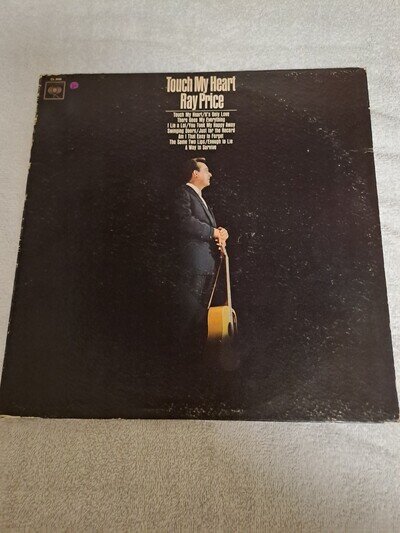 Touch My Heart
Ray Price
Touch My Heart/It's Only Love
There Goes My Everything
I Lie a Lot/You Took My Happy Away
Swinging Doors/Just for the Record
Am I That Easy to Forget
The Same Two Lips/Enough to Lie
A Way to Survive